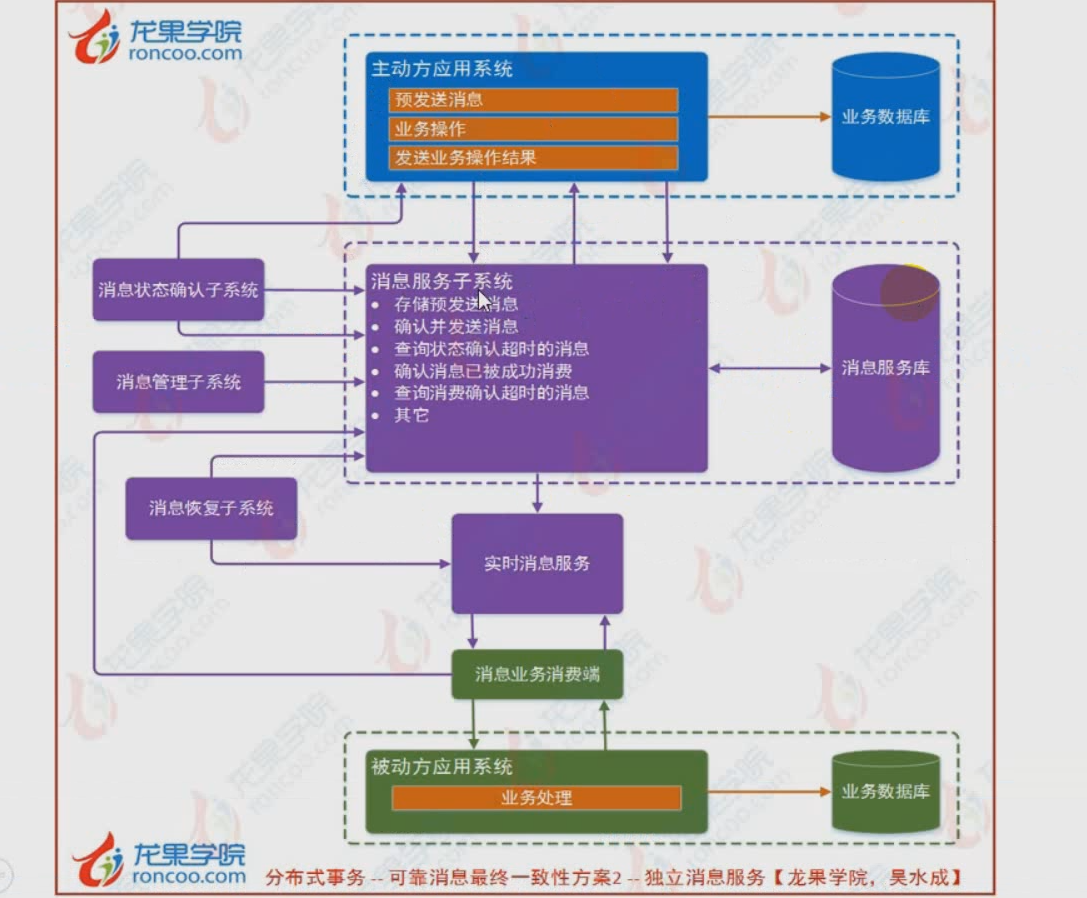 龙果学院
roncoo.com
主动方应用系统
预发送消息
业务操作
发送业务操作结果
业务数据库
消息状态确认子系统
消息管理子系统
消息服务子系统
• 存储预发送消息
• 确认并发送消息
• 查询状态确认超时的消息
• 确认消息已被成功消费
• 查询消费确认超时的消息
• 其它
消息服务库
消息恢复子系统
实时消息服务
消息业务消费端
被动方应用系统
业务处理
业务数据库
龙果学院
roncoo.com
分布式事务 -- 可靠消息最终一致性方案2 -- 独立消息服务【龙果学院，吴水成】